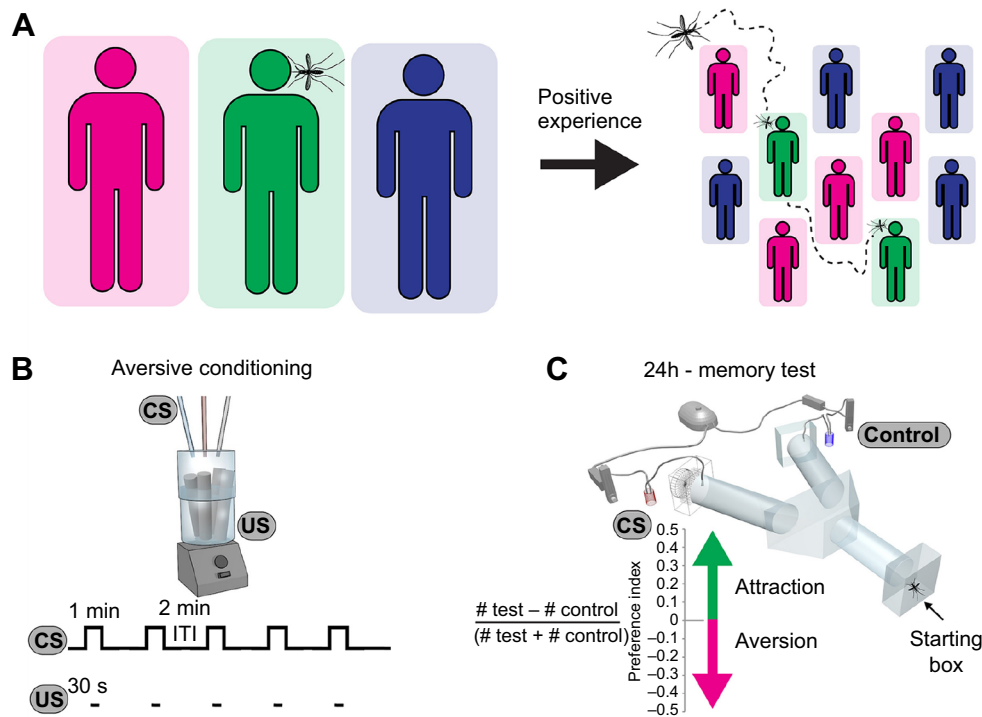 A
Positive
experience
B
Aversive conditioning
CS
US
1 min
2 min
ITI
CS
30 s
US
C
24h - memory test
Control
CS
0.5
0.4
0.3
0.2
0.1
0
–0.1
–0.2
–0.3
–0.4
–0.5
Preference index
# test – # control
(# test + # control)
Attraction
Aversion
Starting
box